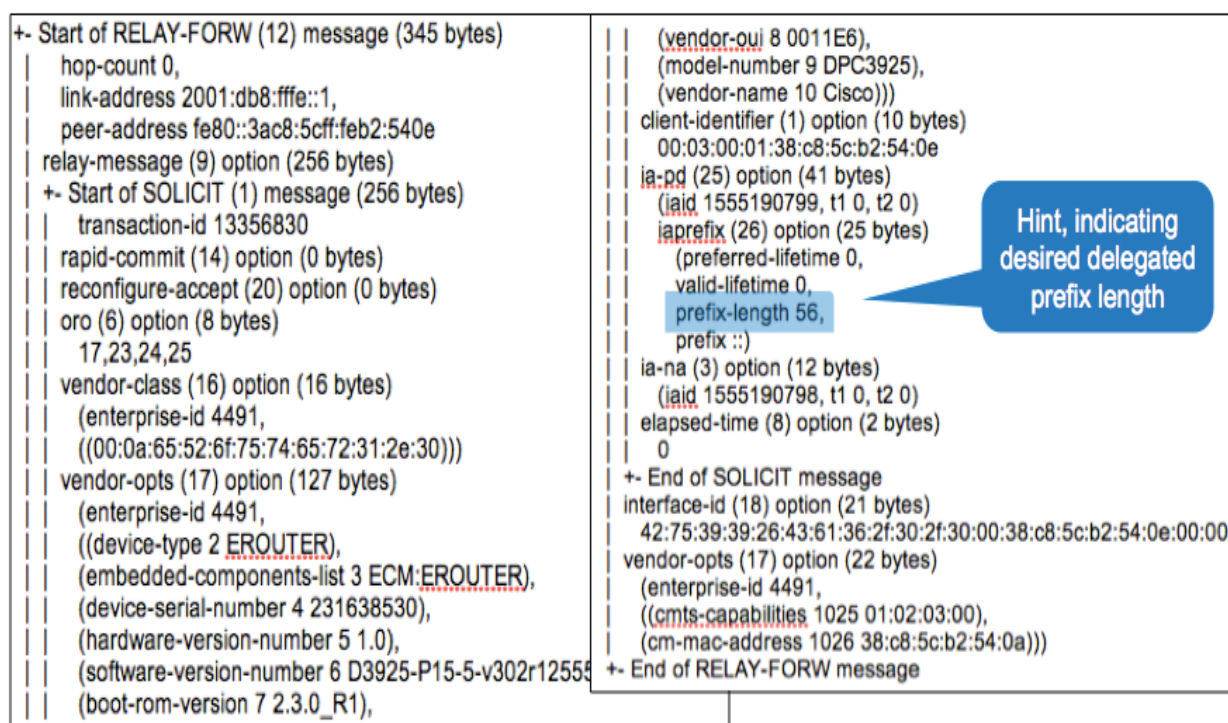 +- Start of RELAY-FORW (12) message (345 bytes)
| hop-count 0,
| link-address 2001:db8:fffe::1,
| peer-address fe80::3ac8:5cff:feb2:540e
| relay-message (9) option (256 bytes)
| +- Start of SOLICIT (1) message (256 bytes)
| | transaction-id 13356830
| | rapid-commit (14) option (0 bytes)
| | reconfigure-accept (20) option (0 bytes)
| | oro (6) option (8 bytes)
| | 17,23,24,25
| | vendor-class (16) option (16 bytes)
| | (enterprise-id 4491,
| | ((00:0a:65:52:6f:75:74:65:72:31:2e:30)))
| | vendor-opts (17) option (127 bytes)
| | (enterprise-id 4491,
| | ((device-type 2 EROUTER),
| | (embedded-components-list 3 ECM:EROUTER),
| | (device-serial-number 4 231638530),
| | (hardware-version-number 5 1.0),
| | (software-version-number 6 D3925-P15-5-v302r12555
| | (boot-rom-version 7 2.3.0_R1),
| | (vendor-oui 8 0011E6),
| | (model-number 9 DPC3925),
| | (vendor-name 10 Cisco)))
| | client-identifier (1) option (10 bytes)
| | 00:03:00:01:38:c8:5c:b2:54:0e
| | ia-pd (25) option (41 bytes)
| | (iaid 1555190799, t1 0, t2 0)
| | iaprefix (26) option (25 bytes)
| | (preferred-lifetime 0,
| | valid-lifetime 0,
| | prefix-length 56,
| | prefix ::)
| | ia-na (3) option (12 bytes)
| | (iaid 1555190798, t1 0, t2 0)
| | elapsed-time (8) option (2 bytes)
| | 0
| +- End of SOLICIT message
| interface-id (18) option (21 bytes)
| 42:75:39:39:26:43:61:36:2f:30:2f:30:00:38:c8:5c:b2:54:0e:00:00
| vendor-opts (17) option (22 bytes)
| (enterprise-id 4491,
| ((cmts-capabilities 1025 01:02:03:00),
| (cm-mac-address 1026 38:c8:5c:b2:54:0a)))
+- End of RELAY-FORW message
Hint, indicating
desired delegated
prefix length